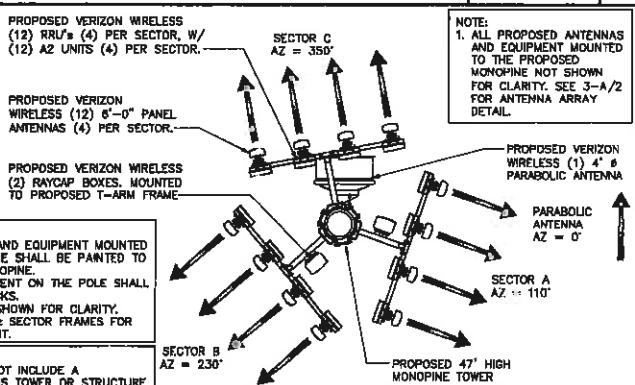 PROPOSED VERIZON WIRELESS
(12) RRU's (4) PER SECTOR, W/
(12) A2 UNITS (4) PER SECTOR.
SECTOR C
AZ = 350°
NOTE:
1. ALL PROPOSED ANTENNAS
AND EQUIPMENT MOUNTED
TO THE PROPOSED
MONOPINE NOT SHOWN
FOR CLARITY. SEE 3-A/2
FOR ANTENNA ARRAY
DETAIL.
PROPOSED VERIZON
WIRELESS (12) 6'-0" PANEL
ANTENNAS (4) PER SECTOR.
PROPOSED VERIZON
WIRELESS (1) 4' ø
PARABOLIC ANTENNA
PROPOSED VERIZON WIRELESS
(2) RAYCAP BOXES. MOUNTED
TO PROPOSED T-ARM FRAME
PARABOLIC
ANTENNA
AZ = 0°
AND EQUIPMENT MOUNTED
E SHALL BE PAINTED TO
OPINE.
ENT ON THE POLE SHALL
KS.
SHOWN FOR CLARITY.
SECTOR FRAMES FOR
T.
SECTOR A
AZ = 110°
SECTOR B
AZ = 230°
PROPOSED 47' HIGH
MONOPINE TOWER
OT INCLUDE A
S TOWER OR STRUCTURE